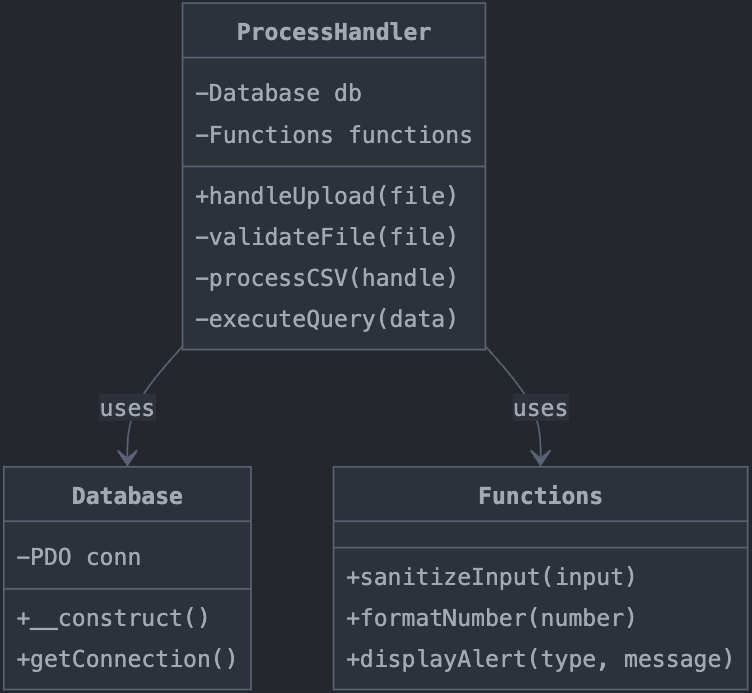 ProcessHandler
-Database db
-Functions functions
+handleUpload(file)
-validateFile(file)
-processCSV(handle)
-executeQuery(data)
uses
uses
Database
-PDO conn
+__construct()
+getConnection()
Functions
+sanitizeInput(input)
+formatNumber(number)
+displayAlert(type, message)